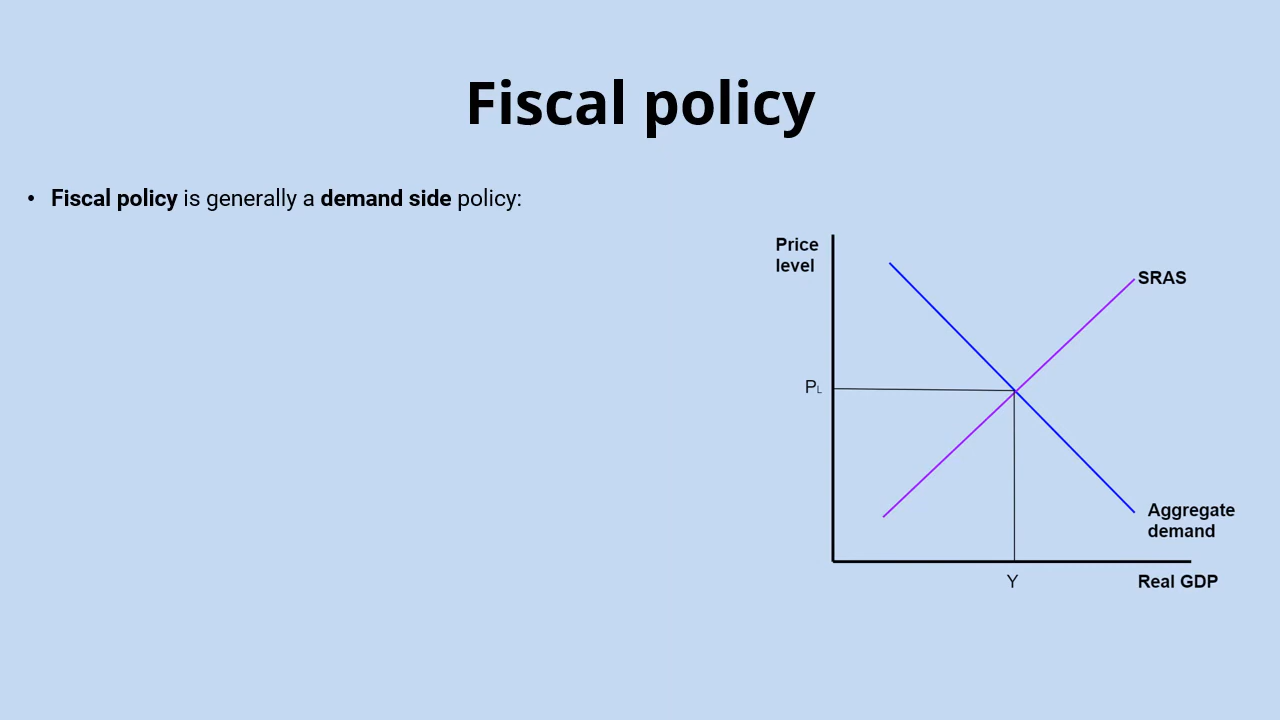 Fiscal policy
• Fiscal policy is generally a demand side policy:
Price
level
SRAS
PL
Aggregate
demand
Y
Real GDP